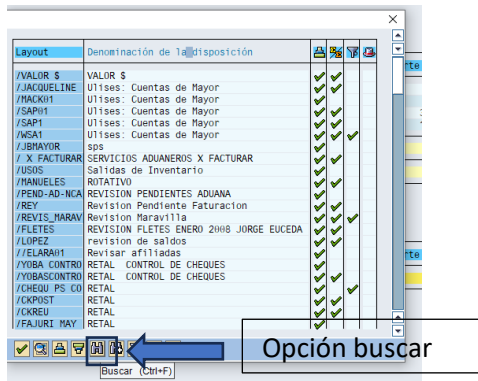 Layout Denominación de la disposición
/VALOR $ VALOR $
/JACQUELINE Ulises: Cuentas de Mayor
/HACK01 Ulises: Cuentas de Mayor
/SAP01 Ulises: Cuentas de Mayor
/SAP1 Ulises: Cuentas de Mayor
/WSA1 Ulises: Cuentas de Mayor
/JBMAYOR sps
/ X FACTURAR SERVICIOS ADUANEROS X FACTURAR
/USOS Salidas de Inventario
/MANUELES ROTATIVO
/PEND-AD-NCA REVISION PENDIENTES ADUANA
/REY Revision Pendiente Faturacion
/REVIS_MARAV Revision Maravilla
/FLETES REVISION FLETES ENERO 2008 JORGE EUCEDA
/LOPEZ revision de saldos
//ELARA01 Revisar afiliadas
/YOBA CONTRO RETAL CONTROL DE CHEQUES
/YOBASCONTRO RETAL CONTROL DE CHEQUES
/CHEQU PS CO RETAL
/CKPOST RETAL
/CKREU RETAL
/FAJURI MAY RETAL
rte
rte
Opción buscar
Buscar (Ctrl+F)